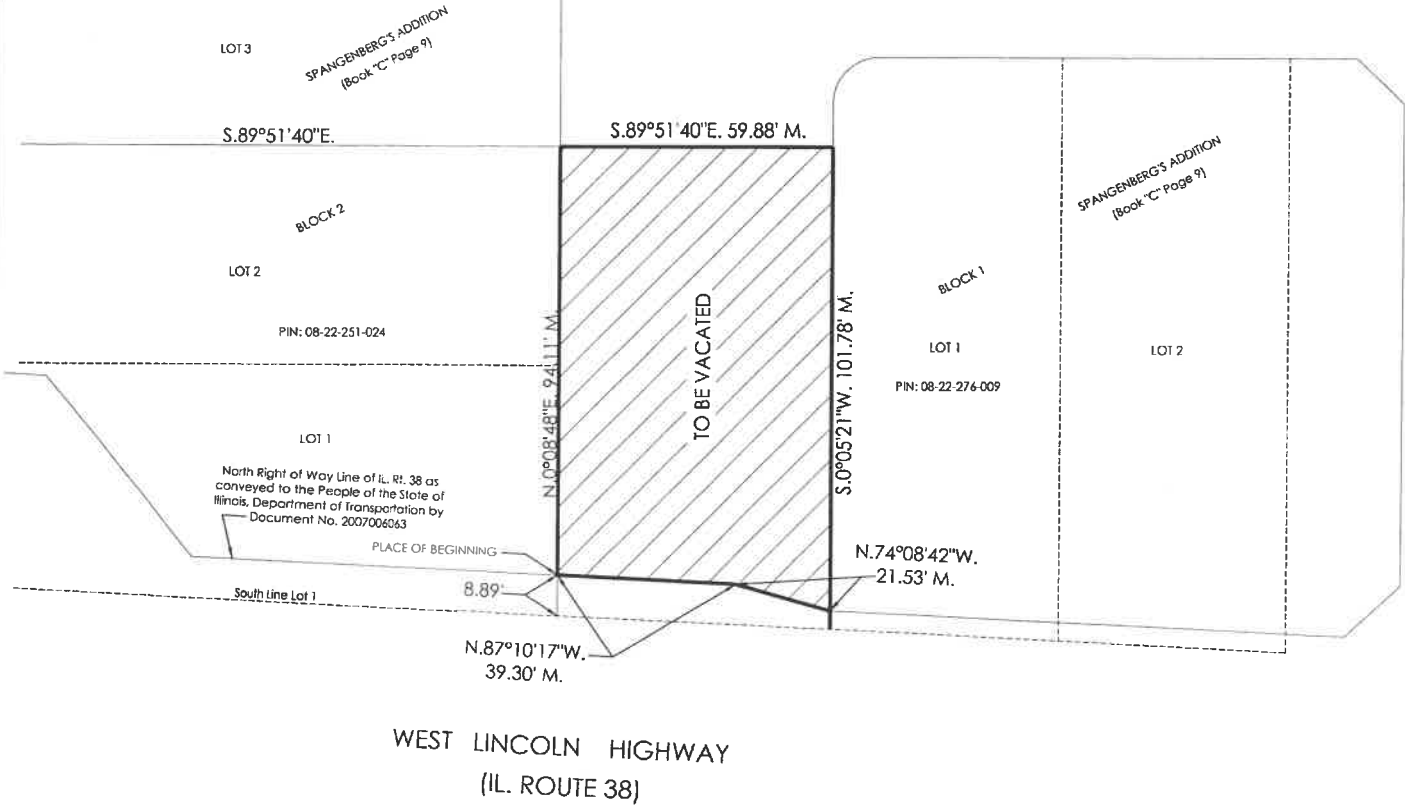 LOT 3
SPANGENBERG'S ADDITION
(Book "C" Page 9)
S.89°51'40"E.
S.89°51'40"E. 59.88' M.
SPANGENBERG'S ADDITION
(Book "C" Page 9)
BLOCK 2
LOT 2
PIN: 08-22-251-024
BLOCK 1
LOT 1
PIN: 08-22-276-009
LOT 2
N.0°08'48"E. 94.11' M.
TO BE VACATED
S.0°05'21"W. 101.78' M.
LOT 1
North Right of Way Line of IL. Rt. 38 as
conveyed to the People of the State of
Illinois, Department of Transportation by
Document No. 2007006063
PLACE OF BEGINNING
8.89'
South Line Lot 1
N.74°08'42"W.
21.53' M.
N.87°10'17"W.
39.30' M.
WEST LINCOLN HIGHWAY
(IL. ROUTE 38)